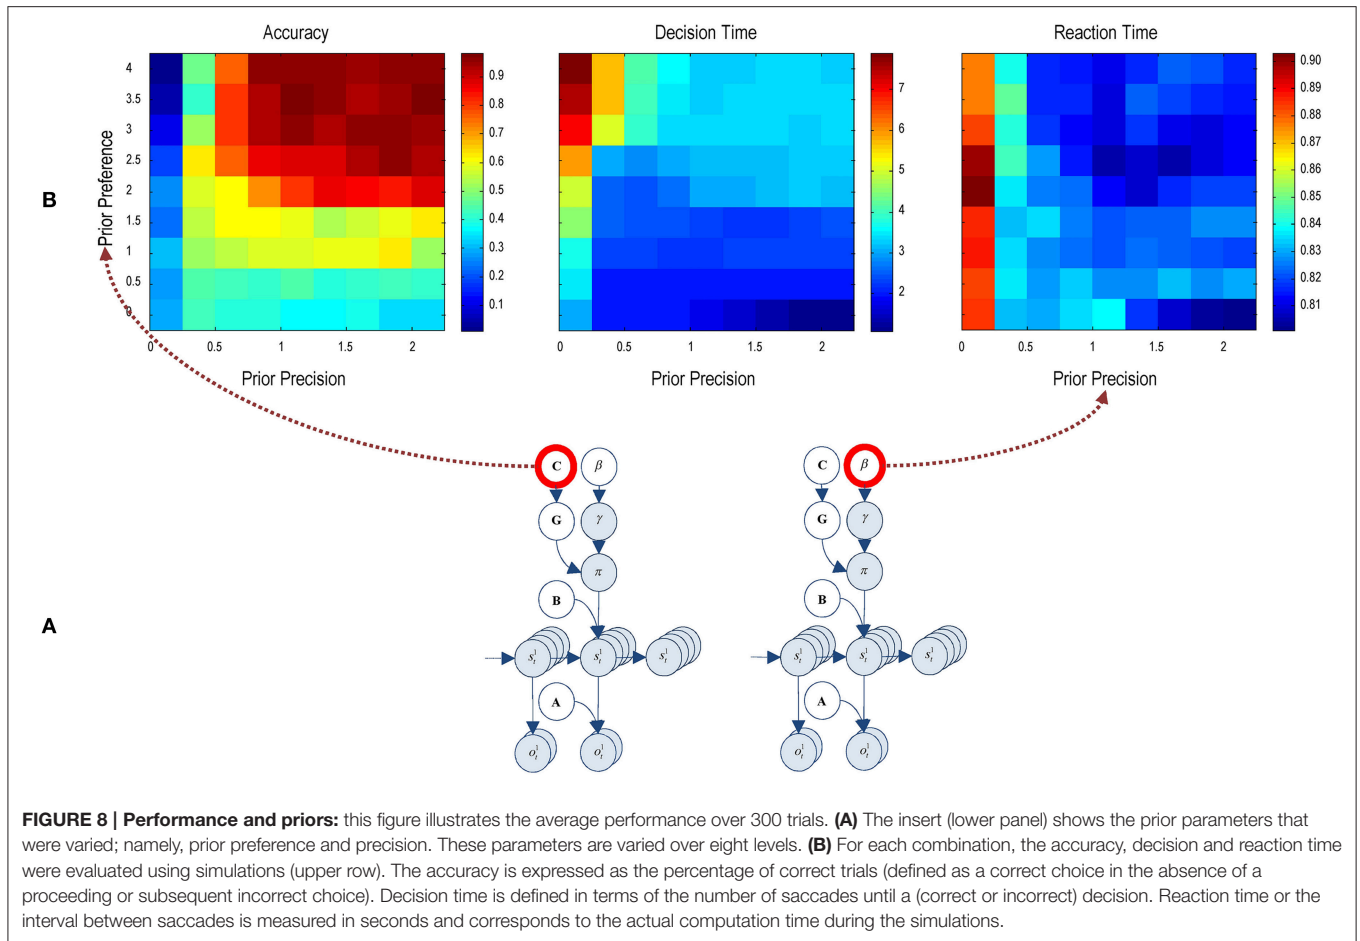 Accuracy
Decision Time
Reaction Time
B
Prior Preference
4
3.5
3
2.5
2
1.5
1
0.5
0
0
0.5
1
1.5
2
Prior Precision
0.9
0.8
0.7
0.6
0.5
0.4
0.3
0.2
0.1
0
0.5
1
1.5
2
Prior Precision
7
6
5
4
3
2
0
0.5
1
1.5
2
Prior Precision
0.90
0.88
0.87
0.86
0.85
0.84
0.83
0.82
0.81
A
C β
G γ
π
B
s¹ₜ s¹ₜ s¹ₜ
A
o¹ₜ o¹ₜ
C β
G γ
π
B
s¹ₜ s¹ₜ s¹ₜ
A
o¹ₜ o¹ₜ
FIGURE 8 | Performance and priors: this figure illustrates the average performance over 300 trials. (A) The insert (lower panel) shows the prior parameters that
were varied; namely, prior preference and precision. These parameters are varied over eight levels. (B) For each combination, the accuracy, decision and reaction time
were evaluated using simulations (upper row). The accuracy is expressed as the percentage of correct trials (defined as a correct choice in the absence of a
proceeding or subsequent incorrect choice). Decision time is defined in terms of the number of saccades until a (correct or incorrect) decision. Reaction time or the
interval between saccades is measured in seconds and corresponds to the actual computation time during the simulations.